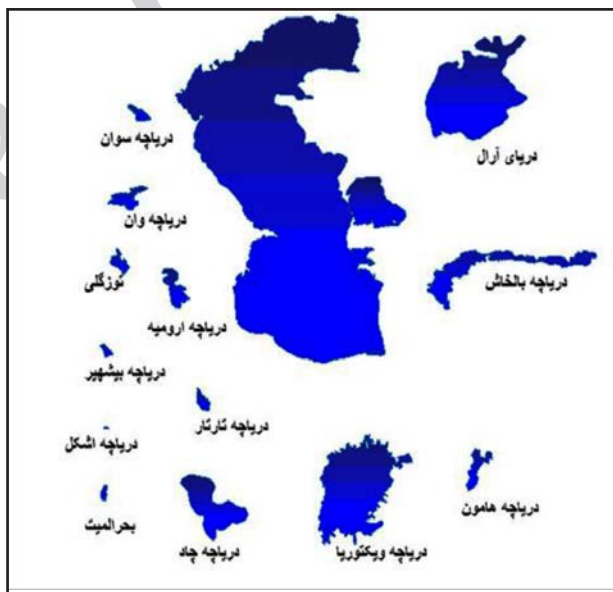 دریاچه سوان
دریای آرال
دریاچه وان
توزگلی
دریاچه بالخاش
دریاچه ارومیه
دریاچه بیشهیر
دریاچه تارتار
دریاچه اشکل
دریاچه هامون
بحرالمیت
دریاچه چاد
دریاچه ویکتوریا